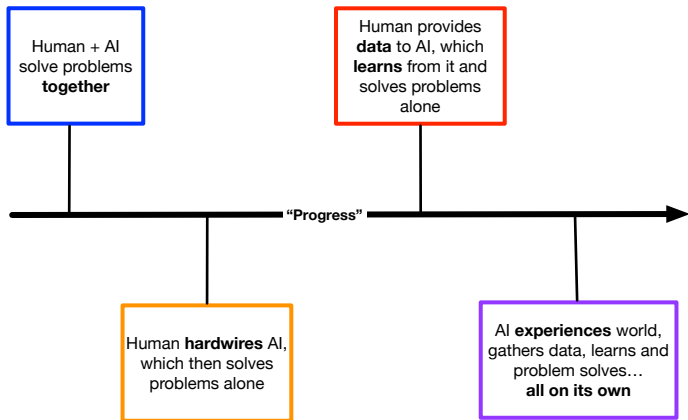 Human + AI
solve problems
together
Human provides
data to AI, which
learns from it and
solves problems
alone
“Progress”
Human hardwires AI,
which then solves
problems alone
AI experiences world,
gathers data, learns and
problem solves…
all on its own